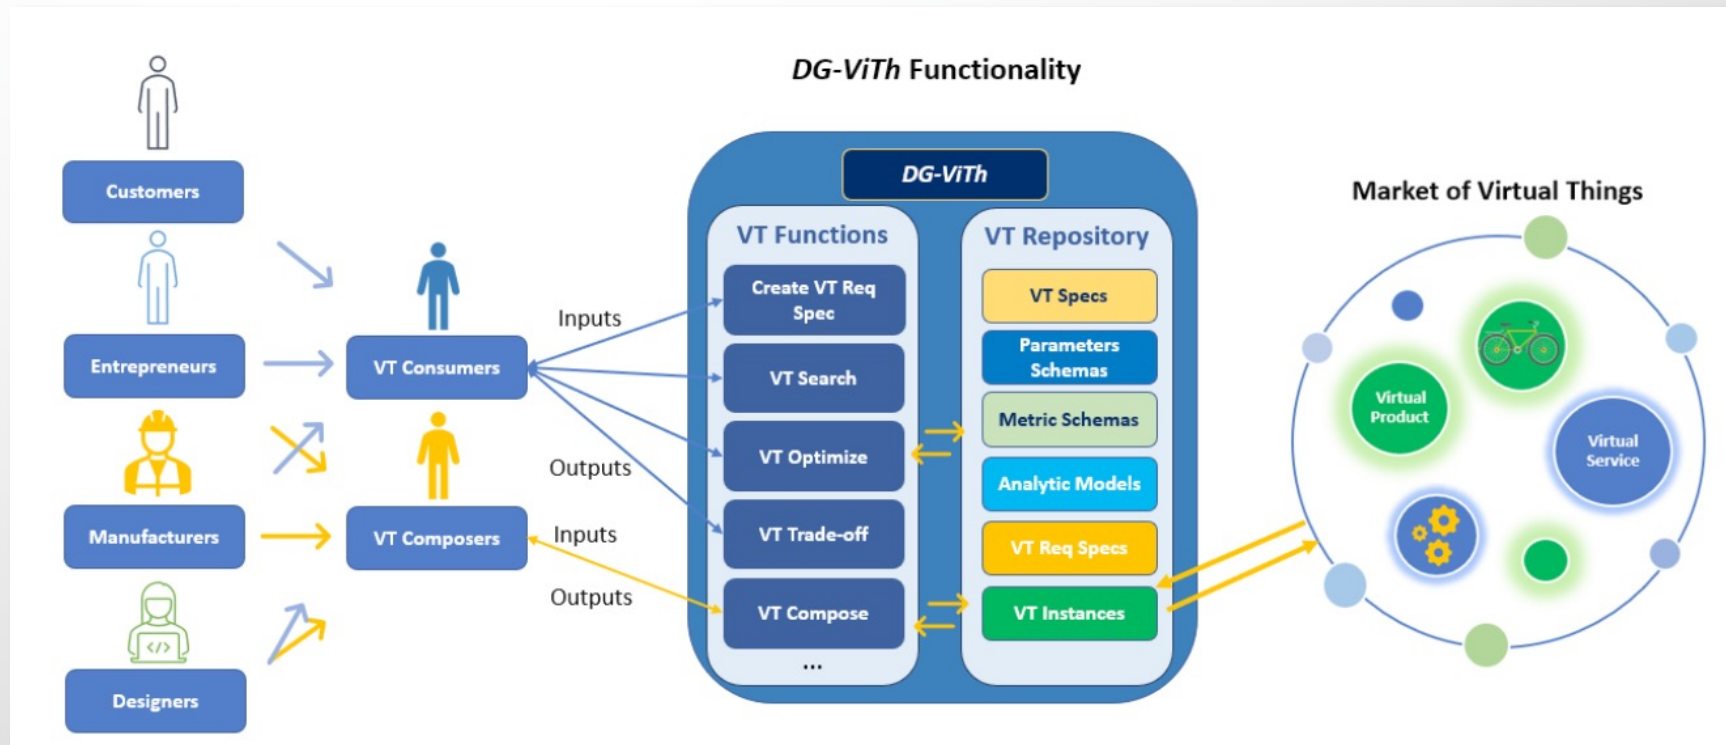 DG-ViTh Functionality
Customers
Entrepreneurs
Manufacturers
</>
Designers
VT Consumers
VT Composers
Inputs
Outputs
Inputs
Outputs
DG-ViTh
VT Functions
Create VT Req
Spec
VT Search
VT Optimize
VT Trade-off
VT Compose
...
VT Repository
VT Specs
Parameters
Schemas
Metric Schemas
Analytic Models
VT Req Specs
VT Instances
Market of Virtual Things
Virtual
Product
Virtual
Service